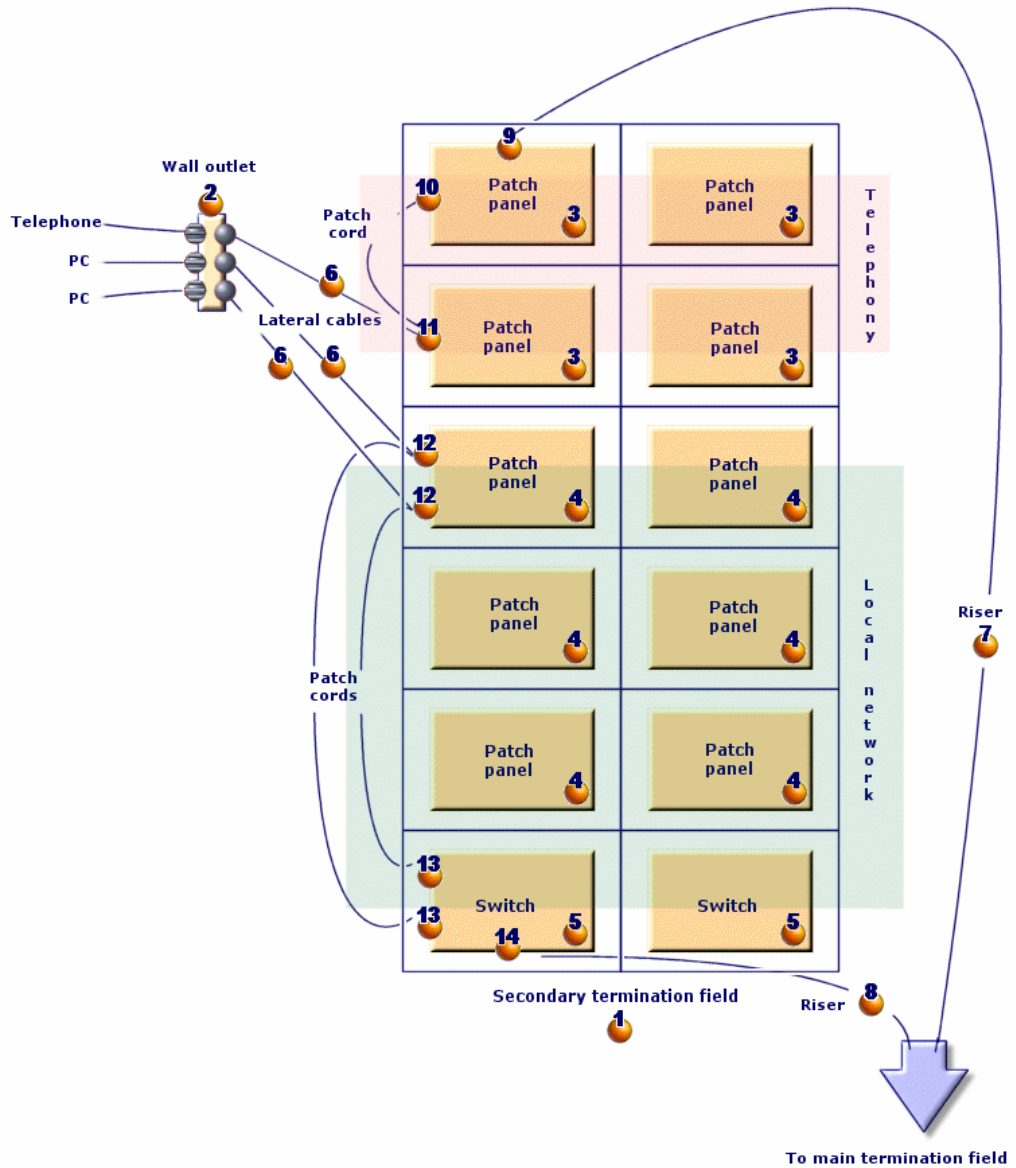 9
Wall outlet
2
10
Patch
panel
3
Patch
panel
3
Telephony
Telephone
Patch
cord
PC
6
PC
Lateral cables
11
Patch
panel
3
Patch
panel
3
6
6
12
Patch
panel
12
4
Patch
panel
4
Local network
Patch
panel
4
Patch
panel
4
Riser
7
Patch
cords
Patch
panel
4
Patch
panel
4
13
Switch
13
14
5
Switch
5
Secondary termination field
1
Riser
8
To main termination field